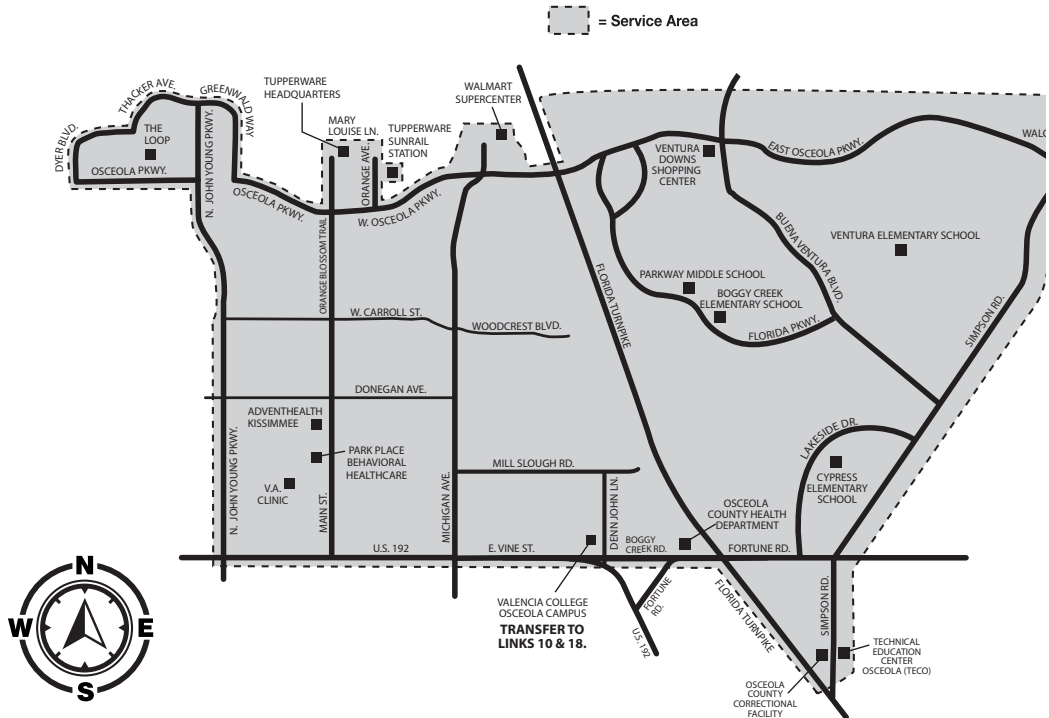 = Service Area
THACKER AVE.
GREENWALD
WAY
DYER BLVD.
THE
LOOP
OSCEOLA PKWY.
N. JOHN YOUNG PKWY.
TUPPERWARE
HEADQUARTERS
MARY
LOUISE LN.
ORANGE AVE.
TUPPERWARE
SUNRAIL
STATION
WALMART
SUPERCENTER
OSCEOLA PKWY.
W. OSCEOLA PKWY.
ORANGE BLOSSOM TRAIL
VENTURA
DOWNS
SHOPPING
CENTER
EAST OSCEOLA PKWY.
WALC
BUENA VENTURA BLVD.
VENTURA ELEMENTARY SCHOOL
FLORIDA TURNPIKE
PARKWAY MIDDLE SCHOOL
BOGGY CREEK
ELEMENTARY SCHOOL
FLORIDA PKWY.
SIMPSON RD.
W. CARROLL ST.
WOODCREST BLVD.
DONEGAN AVE.
ADVENTHEALTH
KISSIMMEE
PARK PLACE
BEHAVIORAL
HEALTHCARE
V.A.
CLINIC
N. JOHN YOUNG PKWY.
MAIN ST.
MICHIGAN AVE.
MILL SLOUGH RD.
DENN JOHN LN.
LAKESIDE DR.
CYPRESS
ELEMENTARY
SCHOOL
OSCEOLA
COUNTY HEALTH
DEPARTMENT
U.S. 192
E. VINE ST.
BOGGY
CREEK RD.
FORTUNE RD.
FORTUNE
RD.
U.S. 192
VALENCIA COLLEGE
OSCEOLA CAMPUS
TRANSFER TO
LINKS 10 & 18.
FLORIDA TURNPIKE
SIMPSON RD.
TECHNICAL
EDUCATION
CENTER
OSCEOLA (TECO)
OSCEOLA
COUNTY
CORRECTIONAL
FACILITY
N
W
E
S